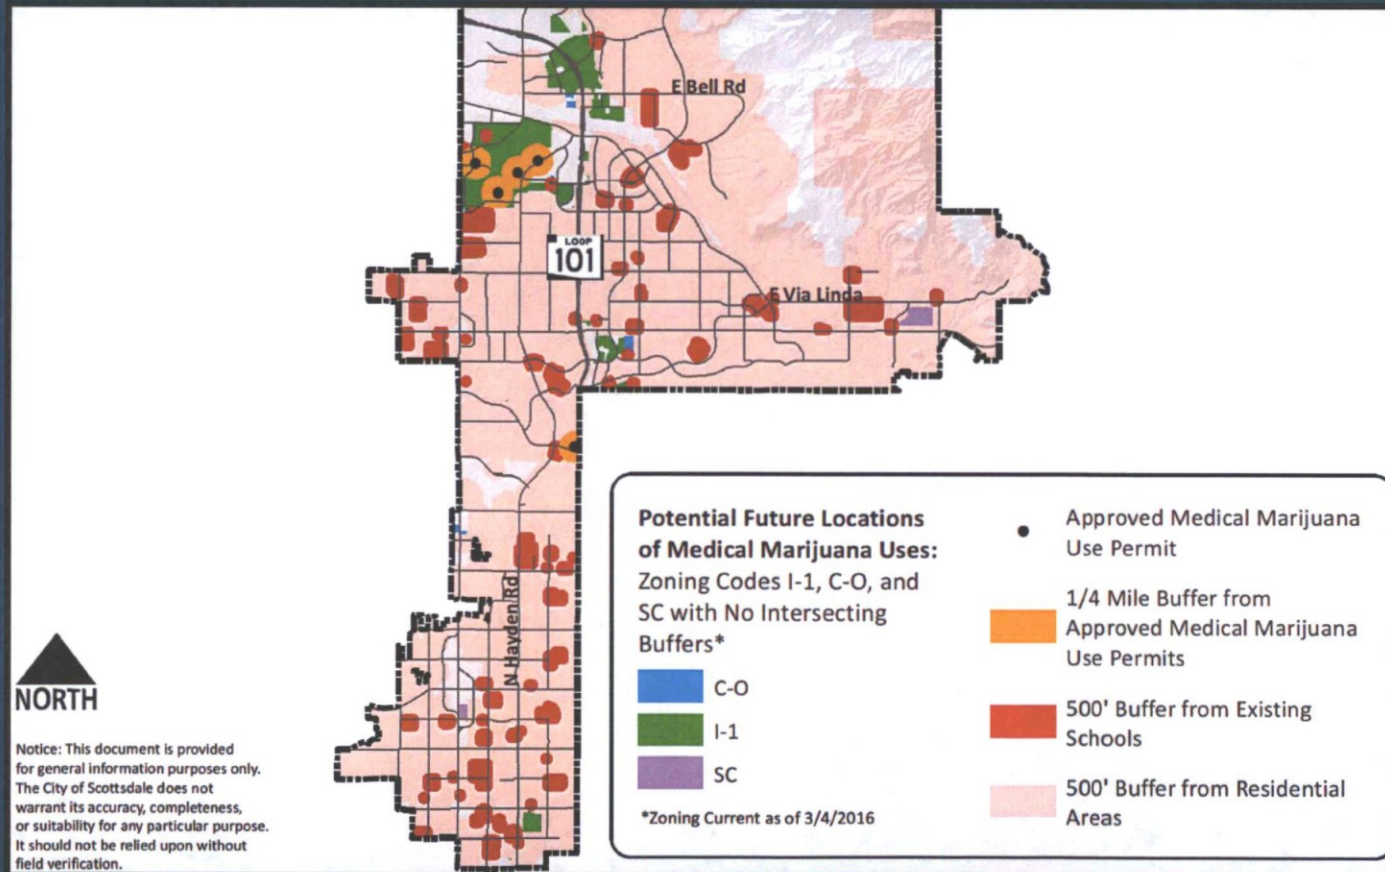 E Bell Rd
LOOP
101
E Via Linda
N Hayden Rd
NORTH
Notice: This document is provided
for general information purposes only.
The City of Scottsdale does not
warrant its accuracy, completeness,
or suitability for any particular purpose.
It should not be relied upon without
field verification.
Potential Future Locations
of Medical Marijuana Uses:
Zoning Codes I-1, C-O, and
SC with No Intersecting
Buffers*
C-O
I-1
SC
*Zoning Current as of 3/4/2016
Approved Medical Marijuana
Use Permit
1/4 Mile Buffer from
Approved Medical Marijuana
Use Permits
500' Buffer from Existing
Schools
500' Buffer from Residential
Areas